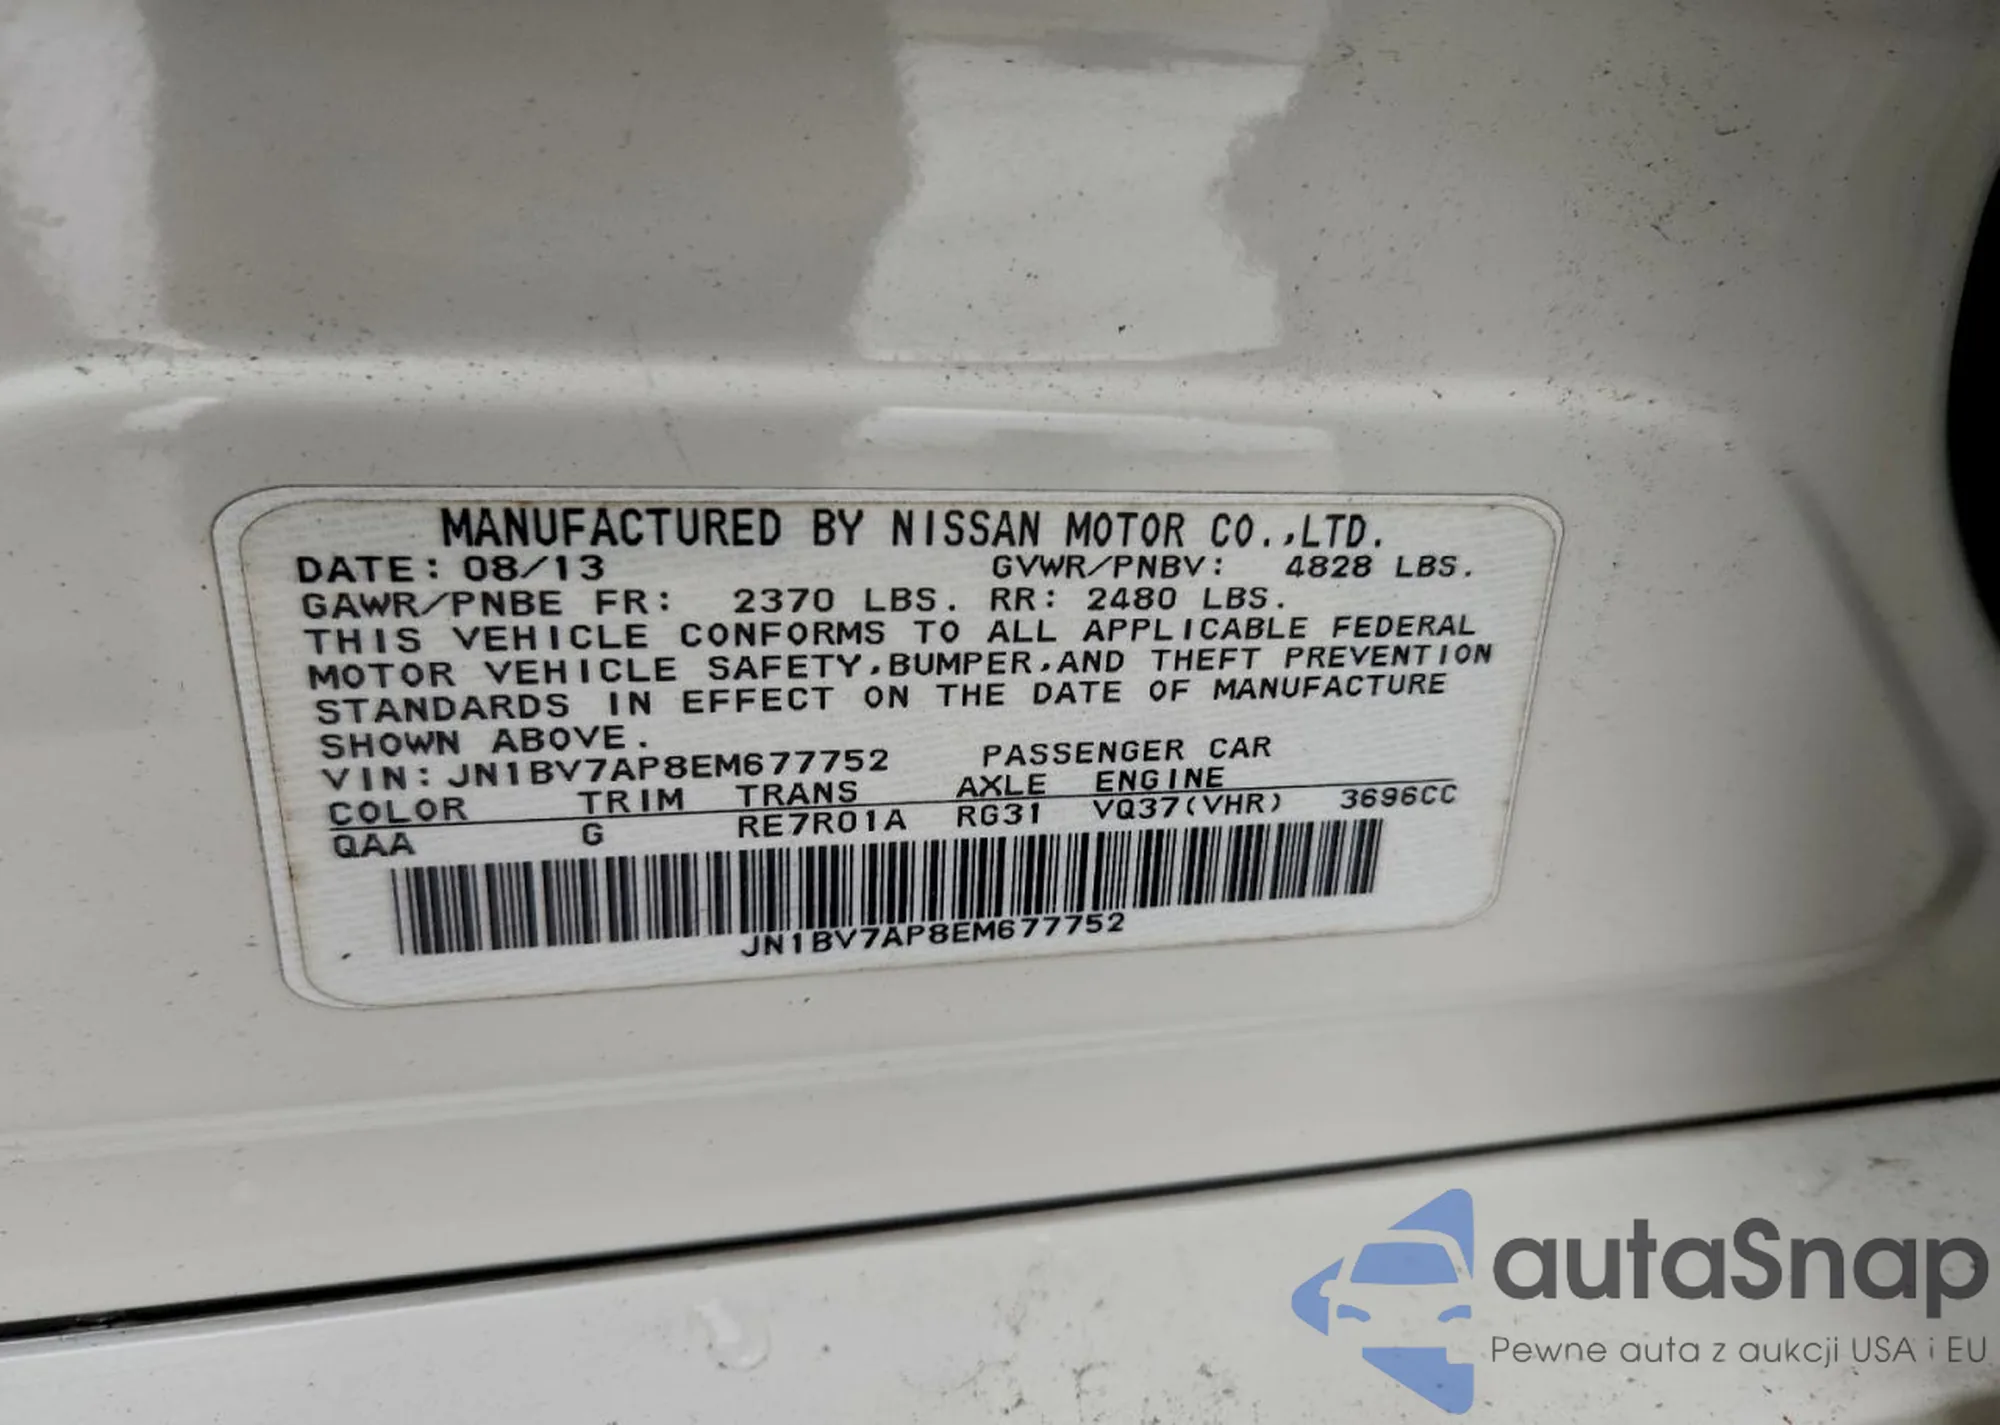 MANUFACTURED BY NISSAN MOTOR CO.,LTD.
DATE: 08/13 GVWR/PNBV: 4828 LBS.
GAWR/PNBE FR: 2370 LBS. RR: 2480 LBS.
THIS VEHICLE CONFORMS TO ALL APPLICABLE FEDERAL
MOTOR VEHICLE SAFETY,BUMPER,AND THEFT PREVENTION
STANDARDS IN EFFECT ON THE DATE OF MANUFACTURE
SHOWN ABOVE.
VIN: JN1BV7AP8EM677752 PASSENGER CAR
COLOR TRIM TRANS AXLE ENGINE
QAA G RE7R01A RG31 VQ37(VHR) 3696CC
JN1BV7AP8EM677752
autaSnap
Pewne auta z aukcji USA i EU